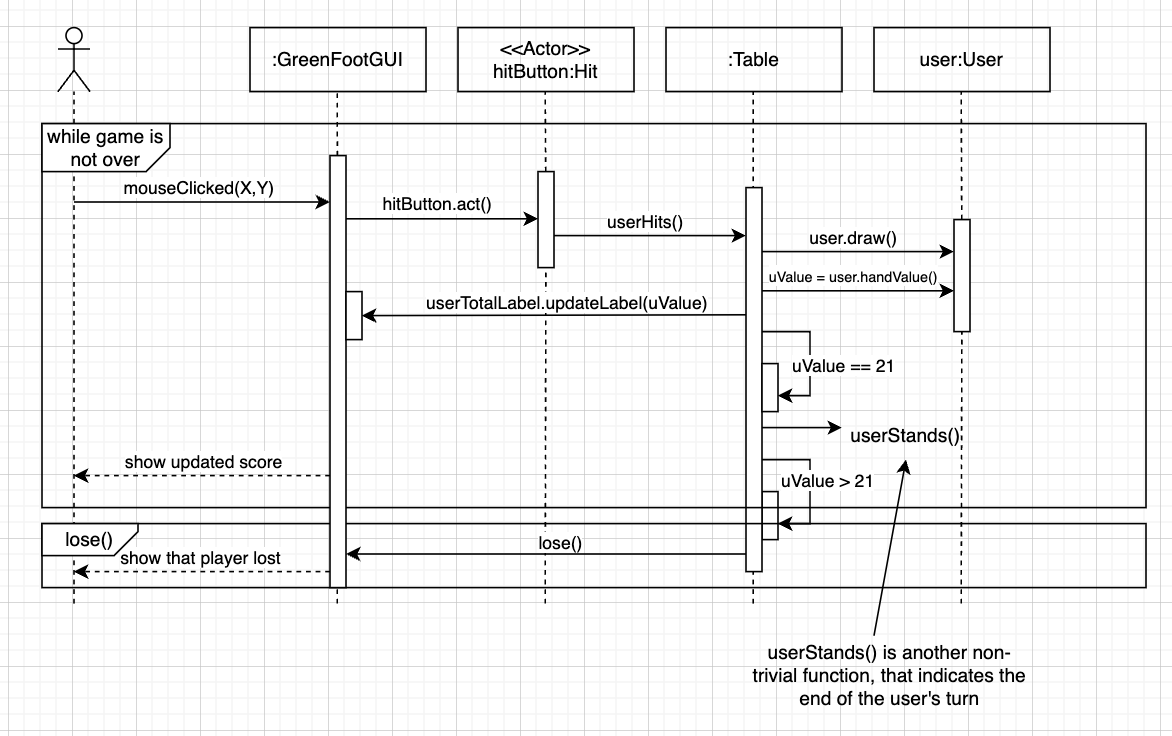 :GreenFootGUI
<<Actor>>
hitButton:Hit
:Table
user:User
while game is
not over
mouseClicked(X,Y)
hitButton.act()
userHits()
user.draw()
uValue = user.handValue()
userTotalLabel.updateLabel(uValue)
uValue == 21
userStands()
show updated score
uValue > 21
lose()
lose()
show that player lost
userStands() is another non-
trivial function, that indicates the
end of the user's turn